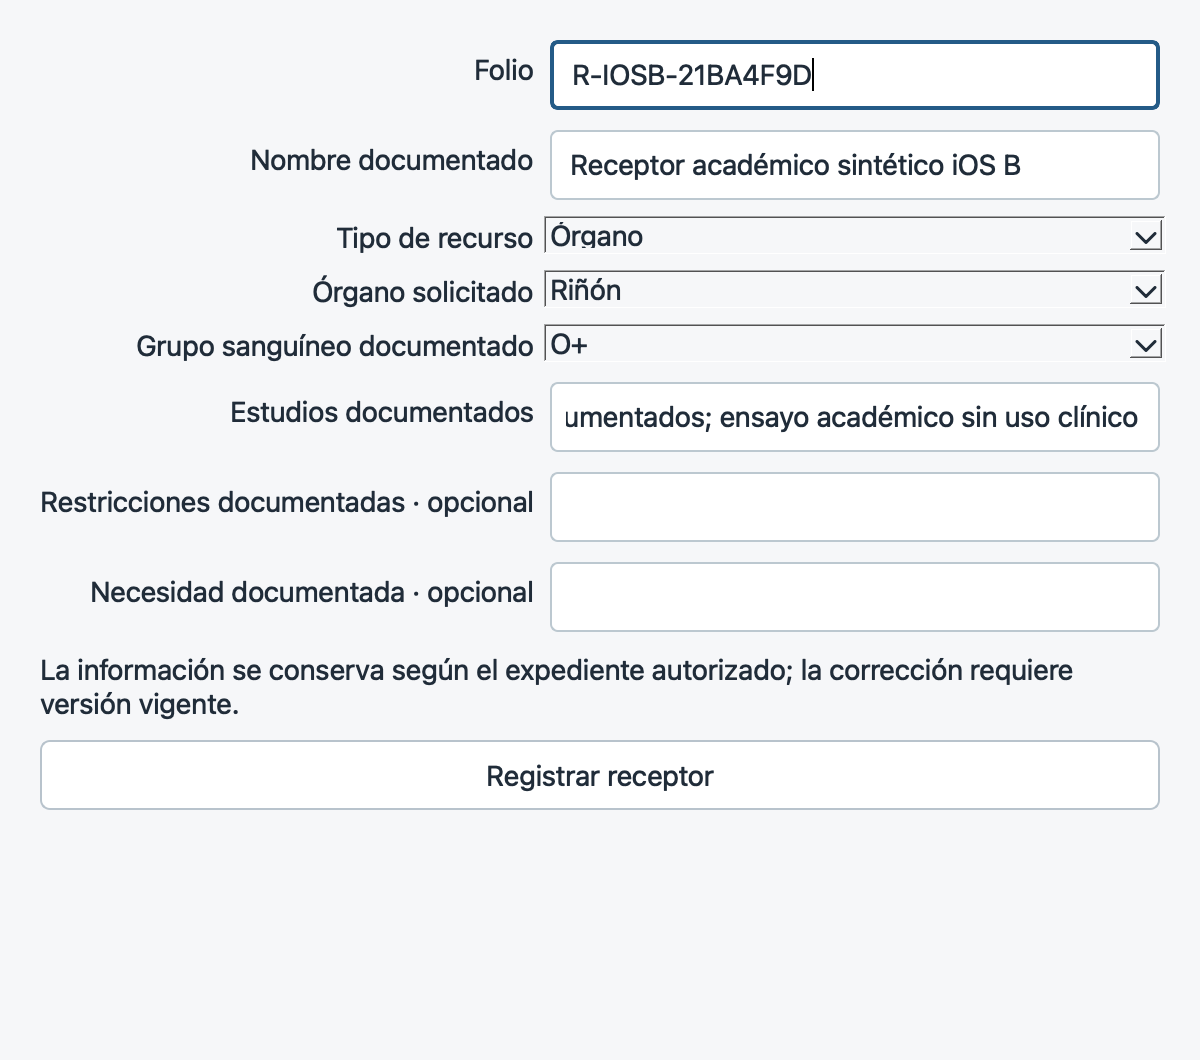 Folio R-IOSB-21BA4F9D
Nombre documentado Receptor académico sintético iOS B
Tipo de recurso Órgano
Órgano solicitado Riñón
Grupo sanguíneo documentado O+
Estudios documentados umentados; ensayo académico sin uso clínico
Restricciones documentadas · opcional
Necesidad documentada · opcional
La información se conserva según el expediente autorizado; la corrección requiere
versión vigente.
Registrar receptor